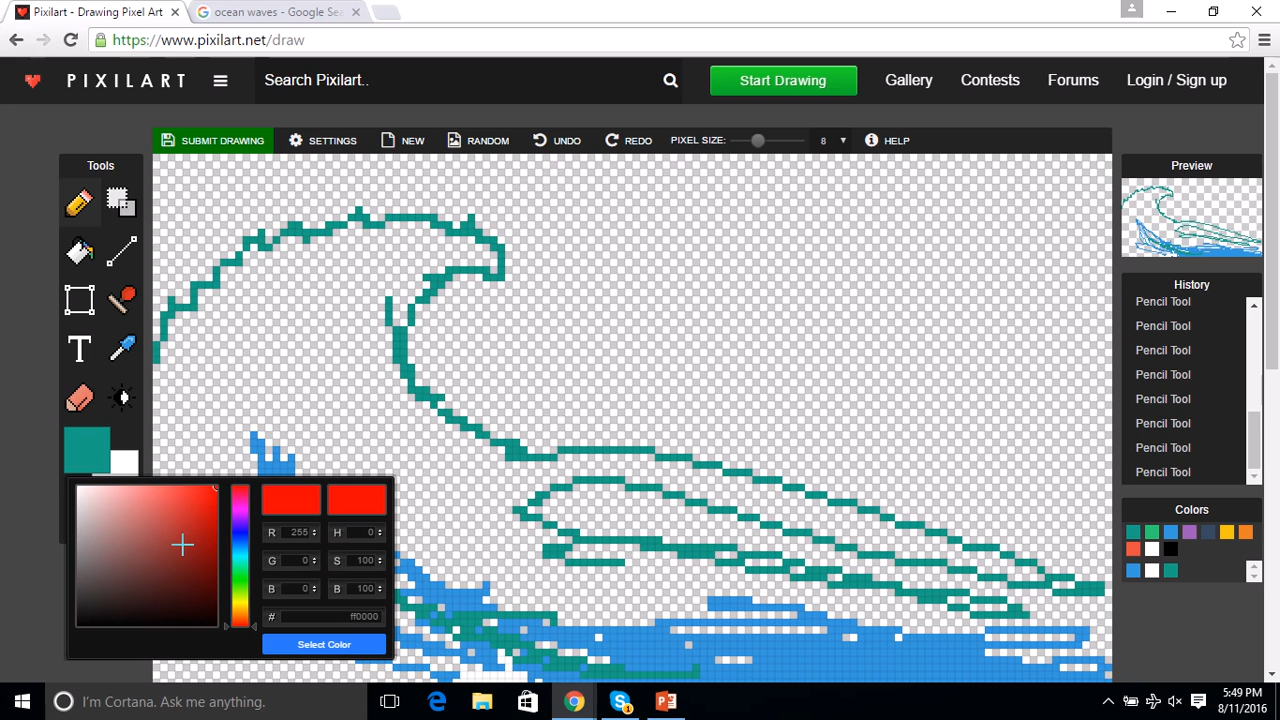 Pixilart - Drawing Pixel Art
ocean waves - Google Sea
https://www.pixilart.net/draw
PIXILART
Search Pixilart..
Start Drawing
Gallery
Contests
Forums
Login / Sign up
SUBMIT DRAWING
SETTINGS
NEW
RANDOM
UNDO
REDO
PIXEL SIZE:
8
HELP
Tools
T
Preview
History
Pencil Tool
Pencil Tool
Pencil Tool
Pencil Tool
Pencil Tool
Pencil Tool
Pencil Tool
Pencil Tool
Colors
R 255
H 0
G 0
S 100
B 0
B 100
# ff0000
Select Color
I'm Cortana. Ask me anything.
5:49 PM
8/11/2016